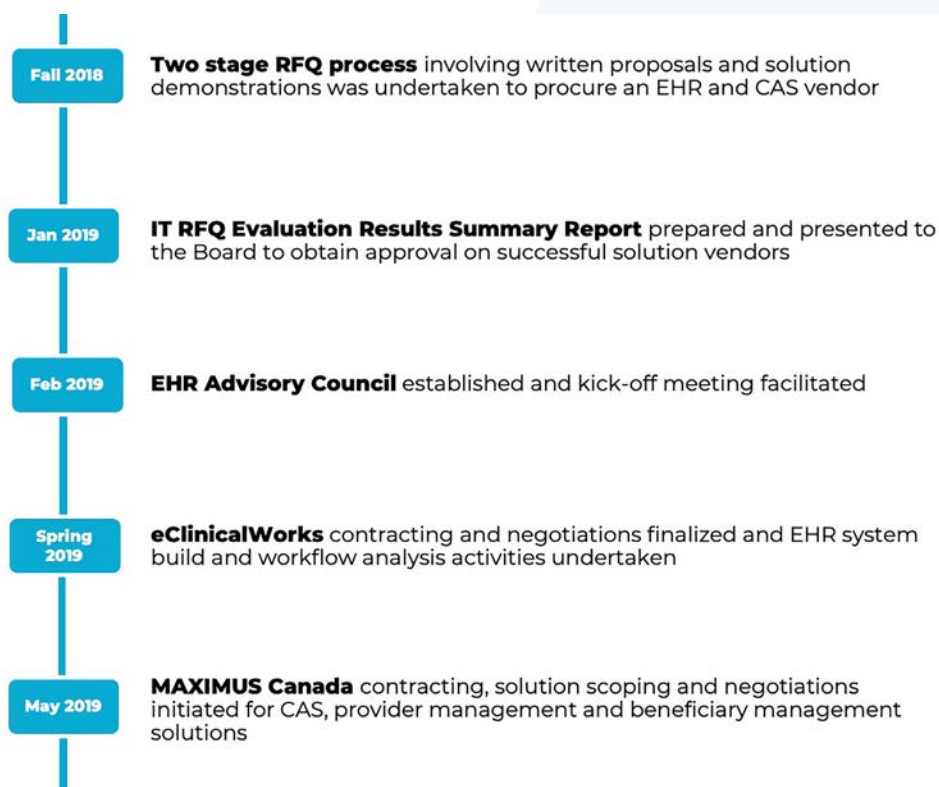 Fall 2018
Two stage RFQ process involving written proposals and solution
demonstrations was undertaken to procure an EHR and CAS vendor
Jan 2019
IT RFQ Evaluation Results Summary Report prepared and presented to
the Board to obtain approval on successful solution vendors
Feb 2019
EHR Advisory Council established and kick-off meeting facilitated
Spring
2019
eClinicalWorks contracting and negotiations finalized and EHR system
build and workflow analysis activities undertaken
May 2019
MAXIMUS Canada contracting, solution scoping and negotiations
initiated for CAS, provider management and beneficiary management
solutions